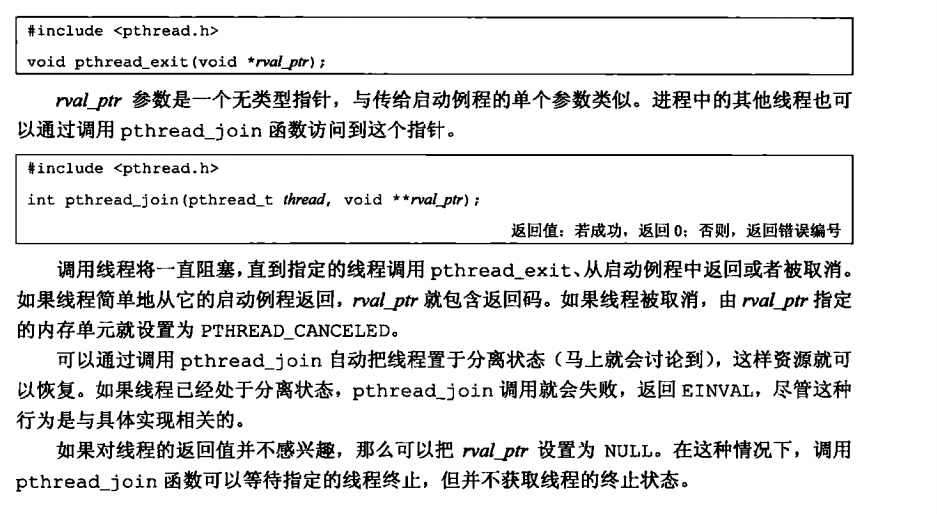 #include <pthread.h>
void pthread_exit(void *rval_ptr);
rval_ptr 参数是一个无类型指针，与传给启动例程的单个参数类似。进程中的其他线程也可
以通过调用 pthread_join 函数访问到这个指针。
#include <pthread.h>
int pthread_join(pthread_t thread, void **rval_ptr);
返回值：若成功，返回 0；否则，返回错误编号
调用线程将一直阻塞，直到指定的线程调用 pthread_exit、从启动例程中返回或者被取消。
如果线程简单地从它的启动例程返回，rval_ptr 就包含返回码。如果线程被取消，由 rval_ptr 指定
的内存单元就设置为 PTHREAD_CANCELED。
可以通过调用 pthread_join 自动把线程置于分离状态（马上就会讨论到），这样资源就可
以恢复。如果线程已经处于分离状态，pthread_join 调用就会失败，返回 EINVAL，尽管这种
行为是与具体实现相关的。
如果对线程的返回值并不感兴趣，那么可以把 rval_ptr 设置为 NULL。在这种情况下，调用
pthread_join 函数可以等待指定的线程终止，但并不获取线程的终止状态。